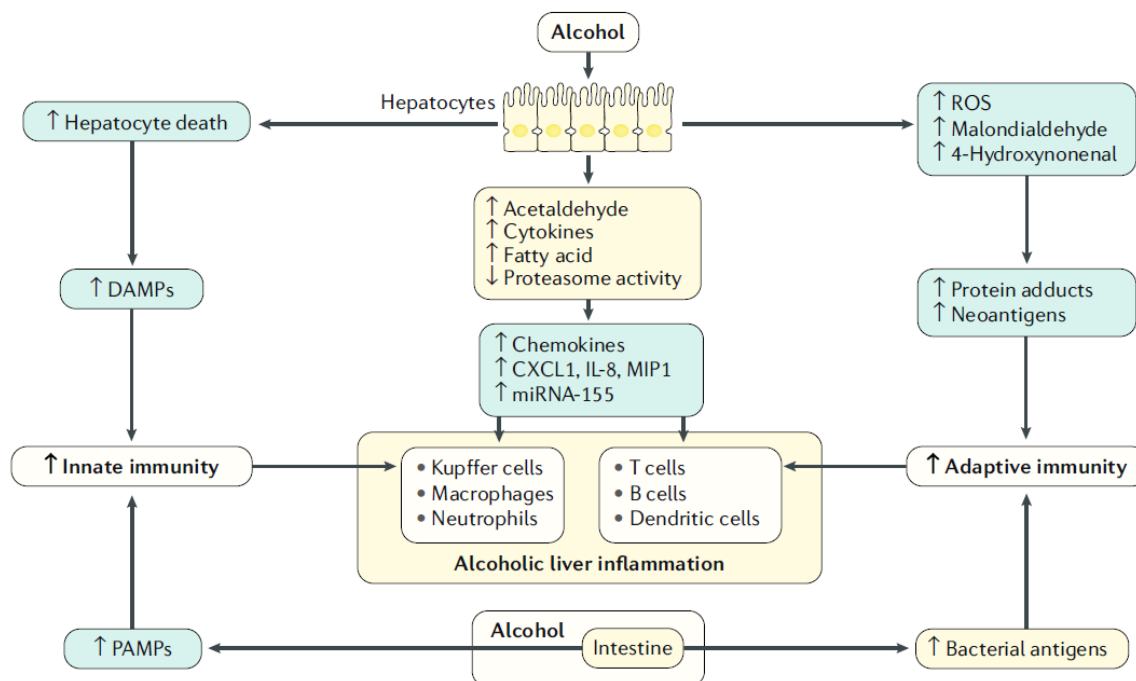 Alcohol
Hepatocytes
↑ Hepatocyte death
↑ ROS
↑ Malondialdehyde
↑ 4-Hydroxynonenal
↑ Acetaldehyde
↑ Cytokines
↑ Fatty acid
↓ Proteasome activity
↑ DAMPs
↑ Protein adducts
↑ Neoantigens
↑ Chemokines
↑ CXCL1, IL-8, MIP1
↑ miRNA-155
↑ Innate immunity
• Kupffer cells
• Macrophages
• Neutrophils
• T cells
• B cells
• Dendritic cells
↑ Adaptive immunity
Alcoholic liver inflammation
↑ PAMPs
Alcohol
Intestine
↑ Bacterial antigens